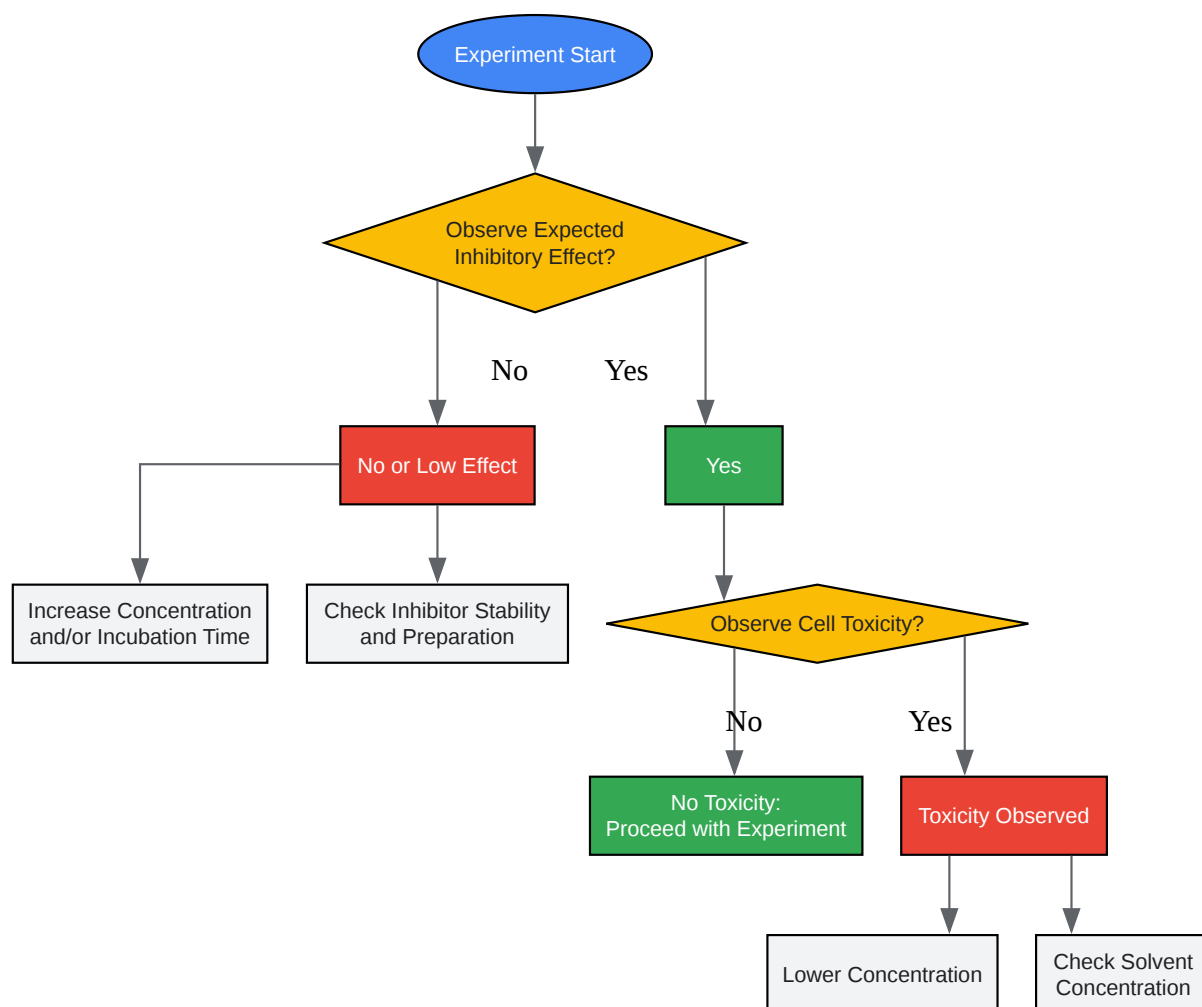 Experiment Start
Observe Expected
Inhibitory Effect?
No
Yes
No or Low Effect
Yes
Increase Concentration
and/or Incubation Time
Check Inhibitor Stability
and Preparation
Observe Cell Toxicity?
No
Yes
No Toxicity:
Proceed with Experiment
Toxicity Observed
Lower Concentration
Check Solvent
Concentration